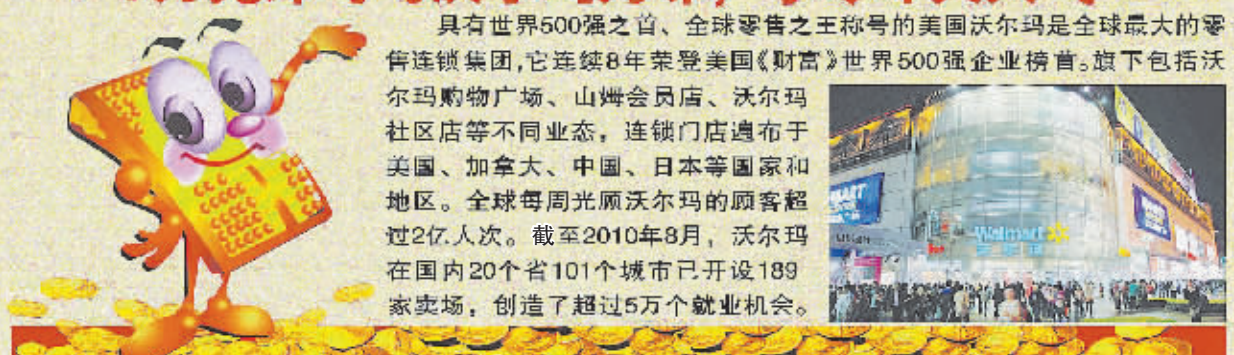 具有世界500强之首、全球零售之王称号的美国沃尔玛是全球最大的零
售连锁集团,它连续8年荣登美国《财富》世界500强企业榜首。旗下包括沃
尔玛购物广场、山姆会员店、沃尔玛
社区店等不同业态，连锁门店遍布于
美国、加拿大、中国、日本等国家和
地区。全球每周光顾沃尔玛的顾客超
过2亿人次。截至2010年8月，沃尔玛
在国内20个省101个城市已开设189
家卖场，创造了超过5万个就业机会。
MART
Walmart